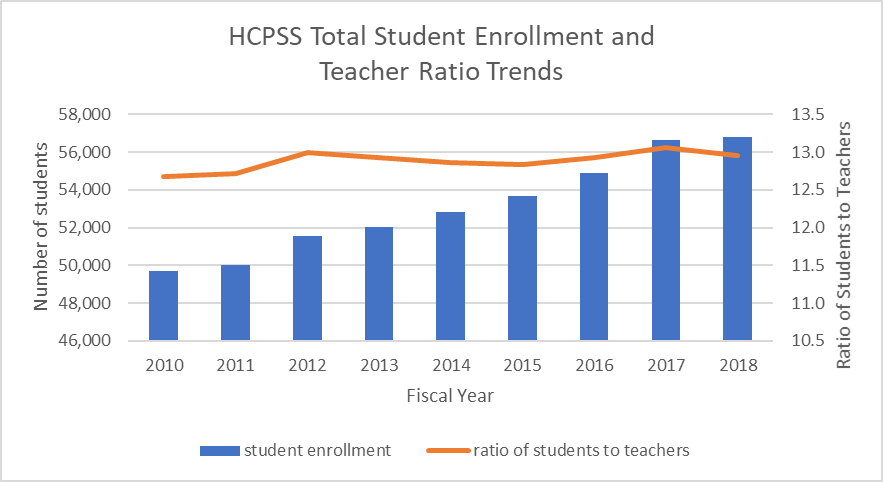 HCPSS Total Student Enrollment and
Teacher Ratio Trends
58,000
56,000
54,000
52,000
50,000
48,000
46,000
Number of students
13.5
13.0
12.5
12.0
11.5
11.0
10.5
Ratio of Students to Teachers
2010 2011 2012 2013 2014 2015 2016 2017 2018
Fiscal Year
student enrollment ratio of students to teachers